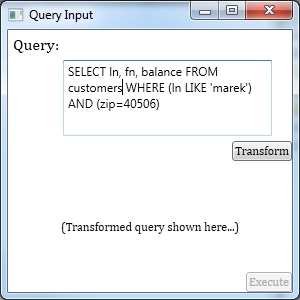 Query Input
Query:
SELECT ln, fn, balance FROM
customers WHERE (ln LIKE 'marek')
AND (zip=40506)
Transform
(Transformed query shown here...)
Execute